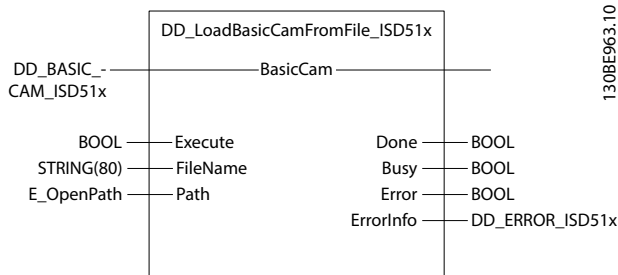 DD_LoadBasicCamFromFile_ISD51x
DD_BASIC_-
CAM_ISD51x
BasicCam
BOOL Execute Done BOOL
STRING(80) FileName Busy BOOL
E_OpenPath Path Error BOOL
ErrorInfo DD_ERROR_ISD51x
130BE963.10